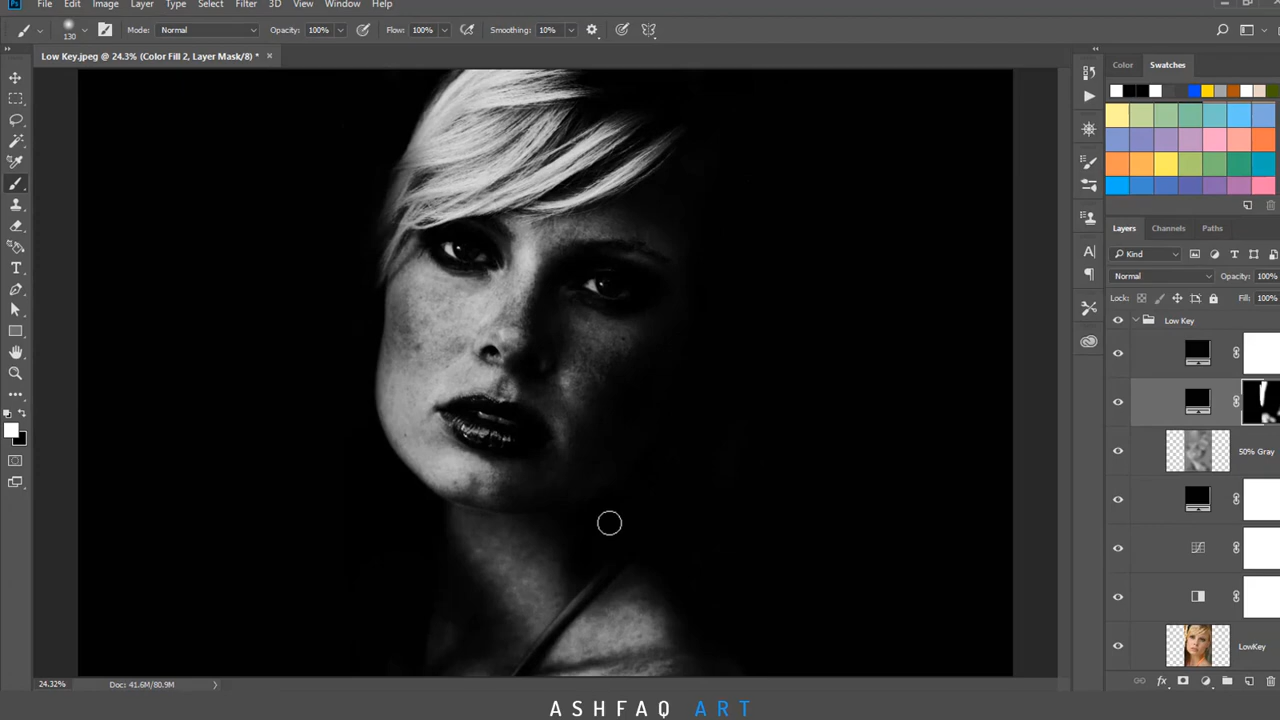 File Edit Image Layer Type Select Filter 3D View Window Help
130 Mode: Normal Opacity: 100% Flow: 100% Smoothing: 10%
Low Key.jpeg @ 24.3% (Color Fill 2, Layer Mask/8) *
Color Swatches
Layers Channels Paths
Kind
Normal Opacity: 100%
Lock: Fill: 100%
Low Key
50% Gray
LowKey
24.32% Doc: 41.6M/80.9M
ASHFAQ ART